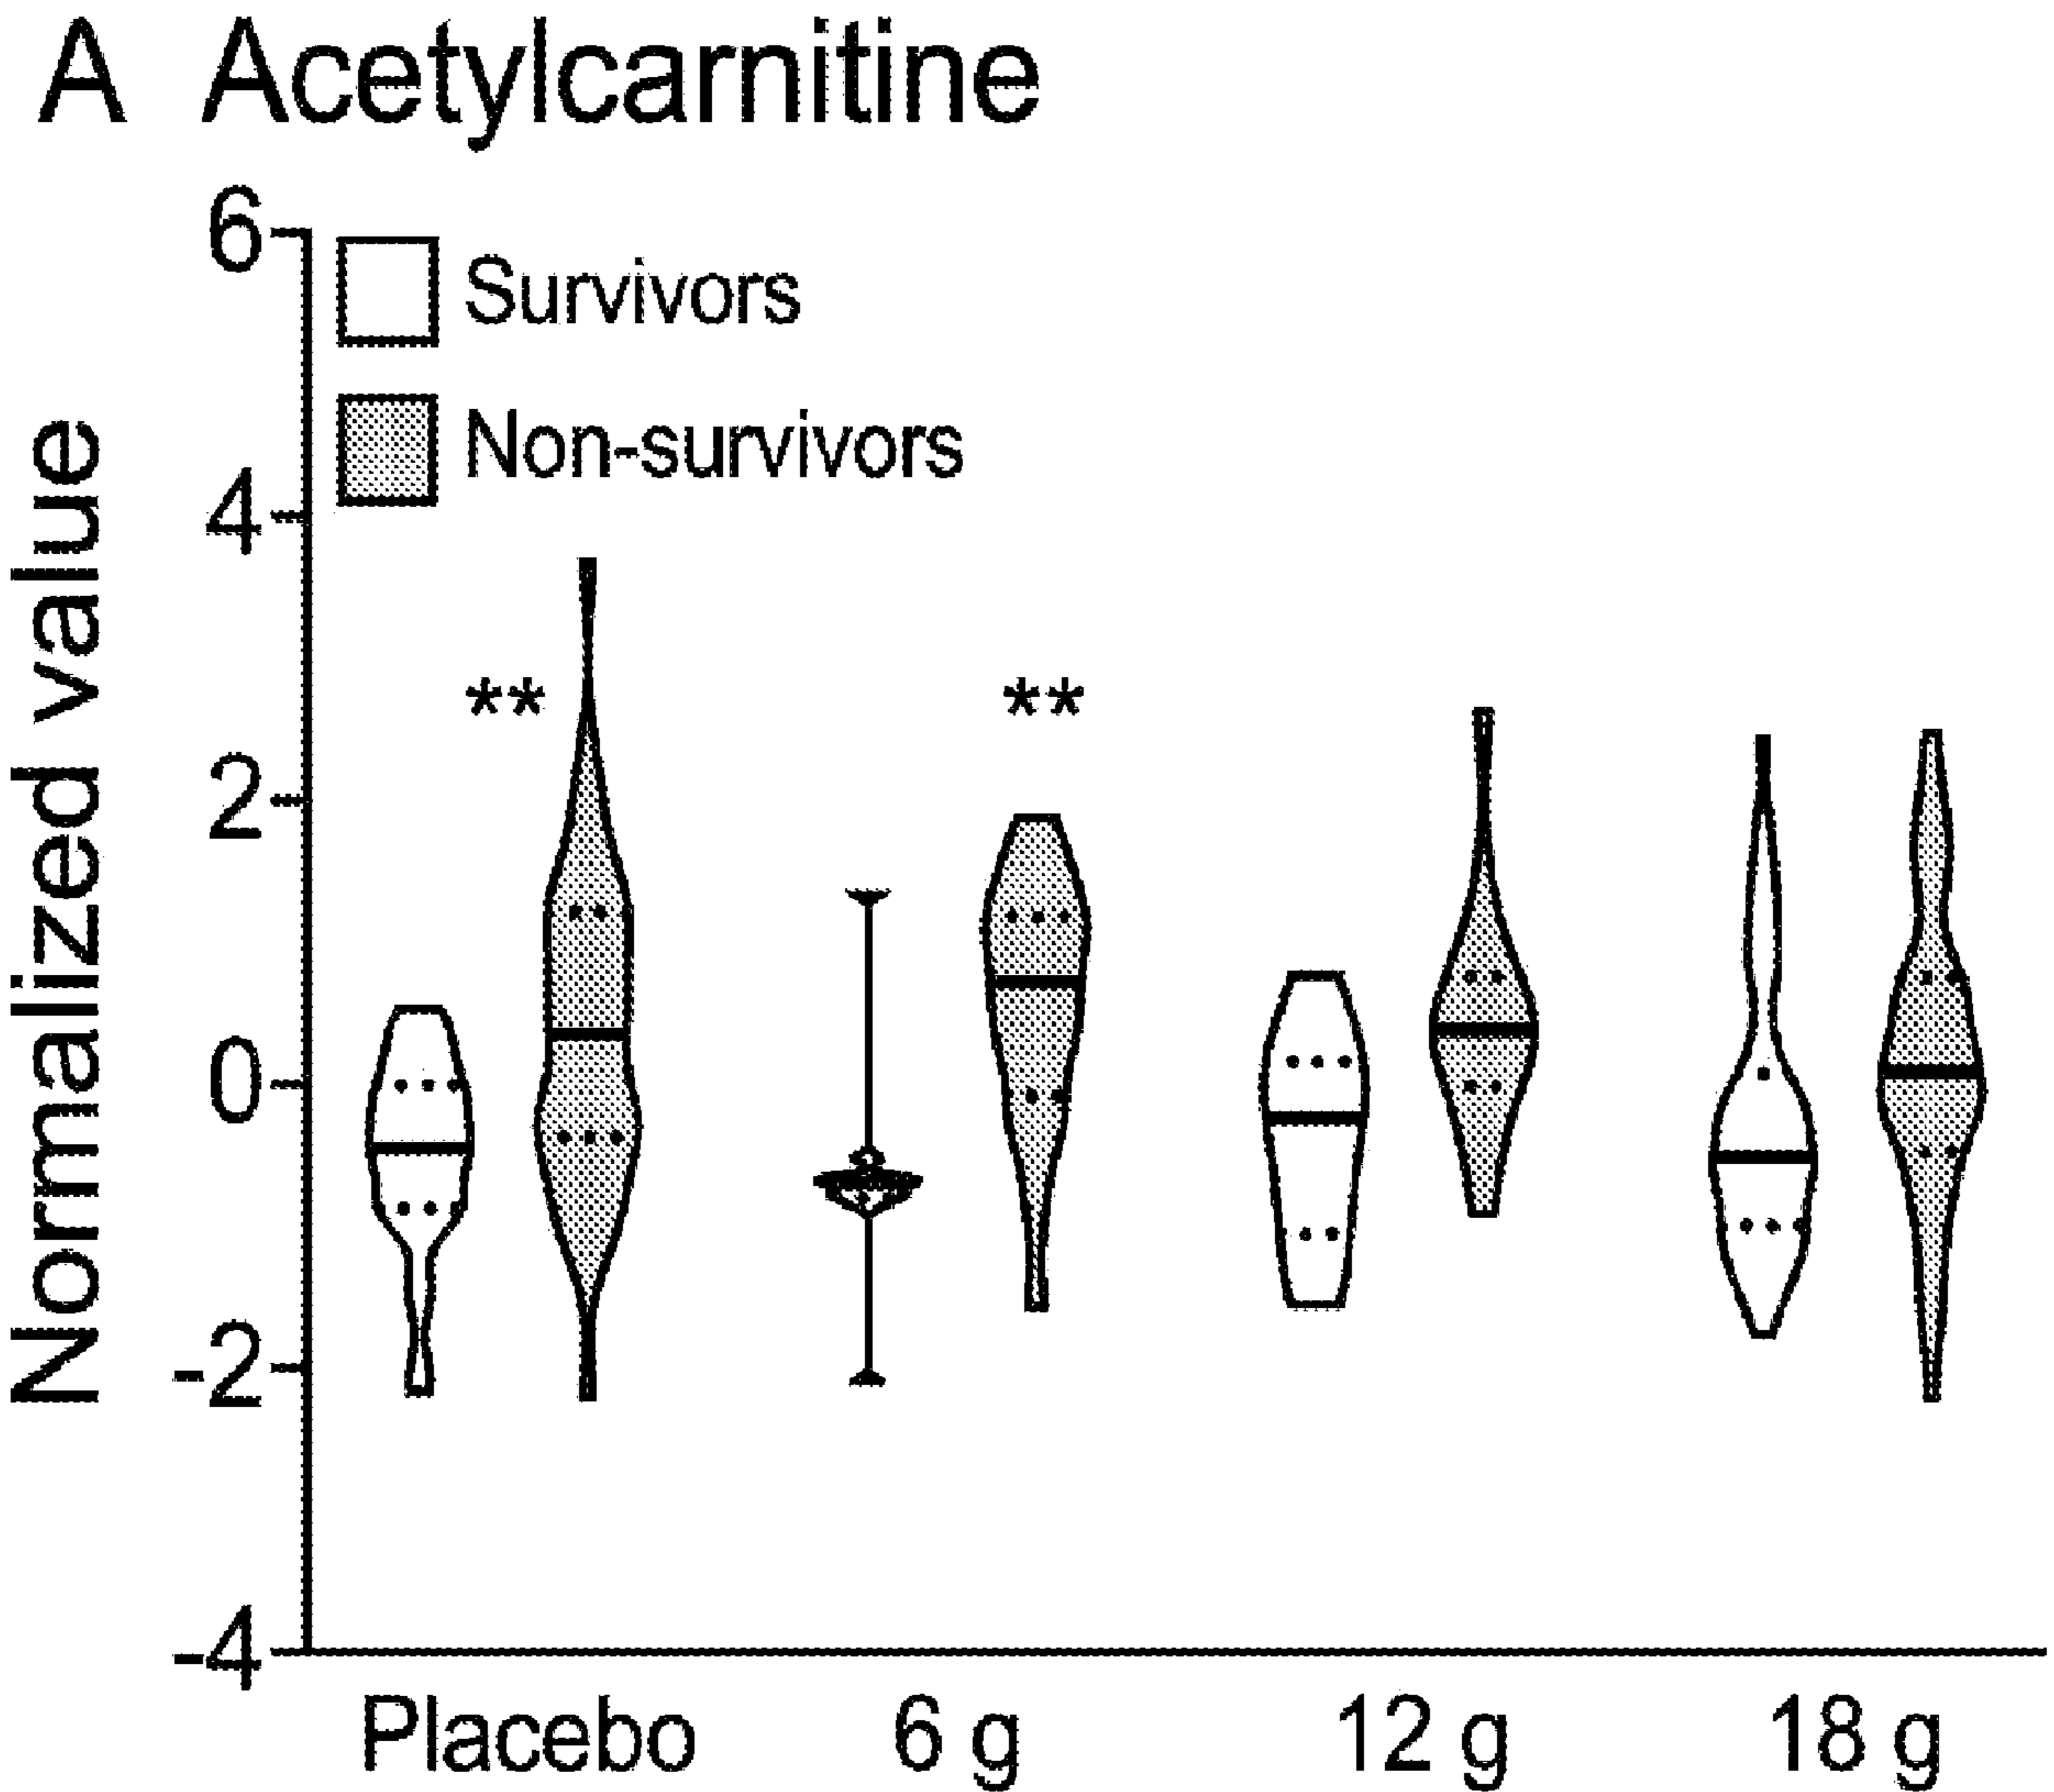 A Acetylcarnitine
6
Survivors
Non-survivors
4
** **
2
0
-2
-4
Normalized value
Placebo 6 g 12 g 18 g